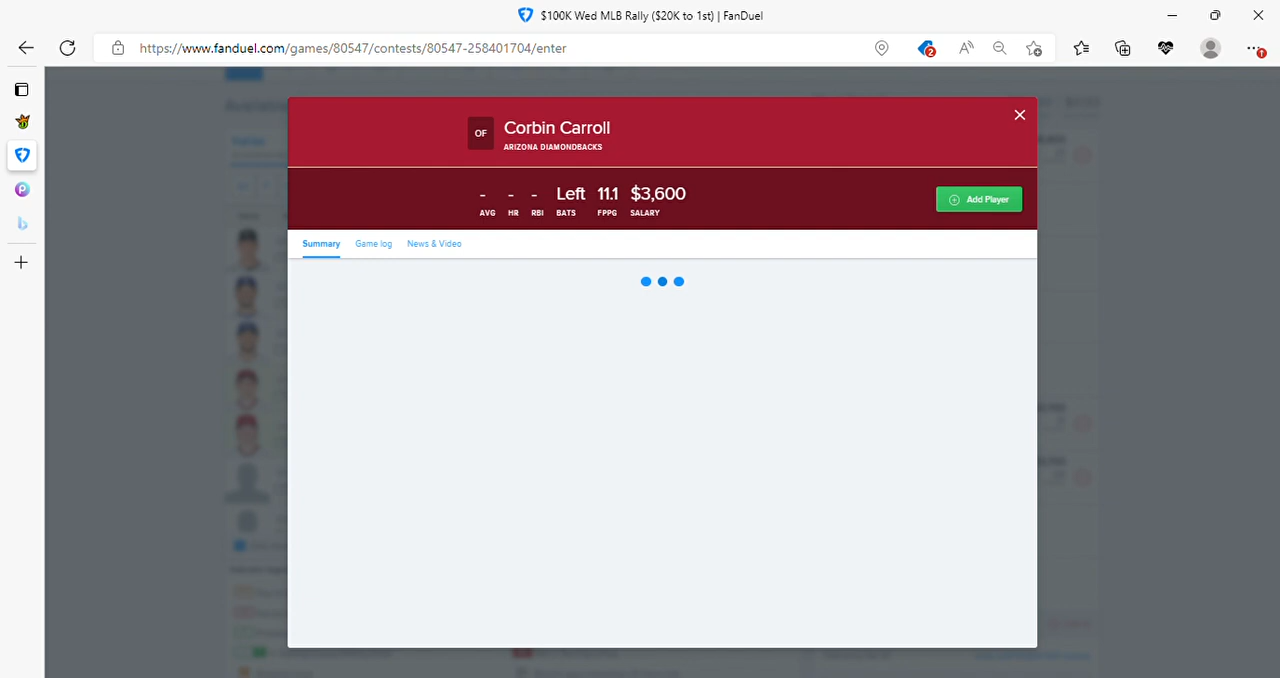 $100K Wed MLB Rally ($20K to 1st) | FanDuel
https://www.fanduel.com/games/80547/contests/80547-258401704/enter
2
OF
Corbin Carroll
ARIZONA DIAMONDBACKS
- - - Left 11.1 $3,600
AVG HR RBI BATS FPPG SALARY
Add Player
Summary Game log News & Video